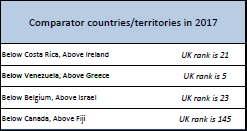 Comparator countries/territories in 2017
Below Costa Rica, Above Ireland UK rank is 21
Below Venezuela, Above Greece UK rank is 5
Below Belgium, Above Israel UK rank is 23
Below Canada, Above Fiji UK rank is 145